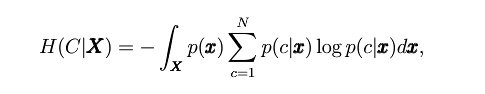 H(C|X) = − ∫_X p(x) ∑_{c=1}^{N} p(c|x) log p(c|x)dx,